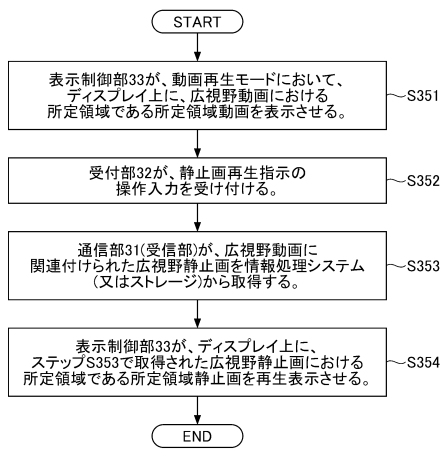 START
表示制御部33が、動画再生モードにおいて、
ディスプレイ上に、広視野動画における
所定領域である所定領域動画を表示させる。
S351
受付部32が、静止画再生指示の
操作入力を受け付ける。
S352
通信部31(受信部)が、広視野動画に
関連付けられた広視野静止画を情報処理システム
(又はストレージ)から取得する。
S353
表示制御部33が、ディスプレイ上に、
ステップS353で取得された広視野静止画における
所定領域である所定領域静止画を再生表示させる。
S354
END